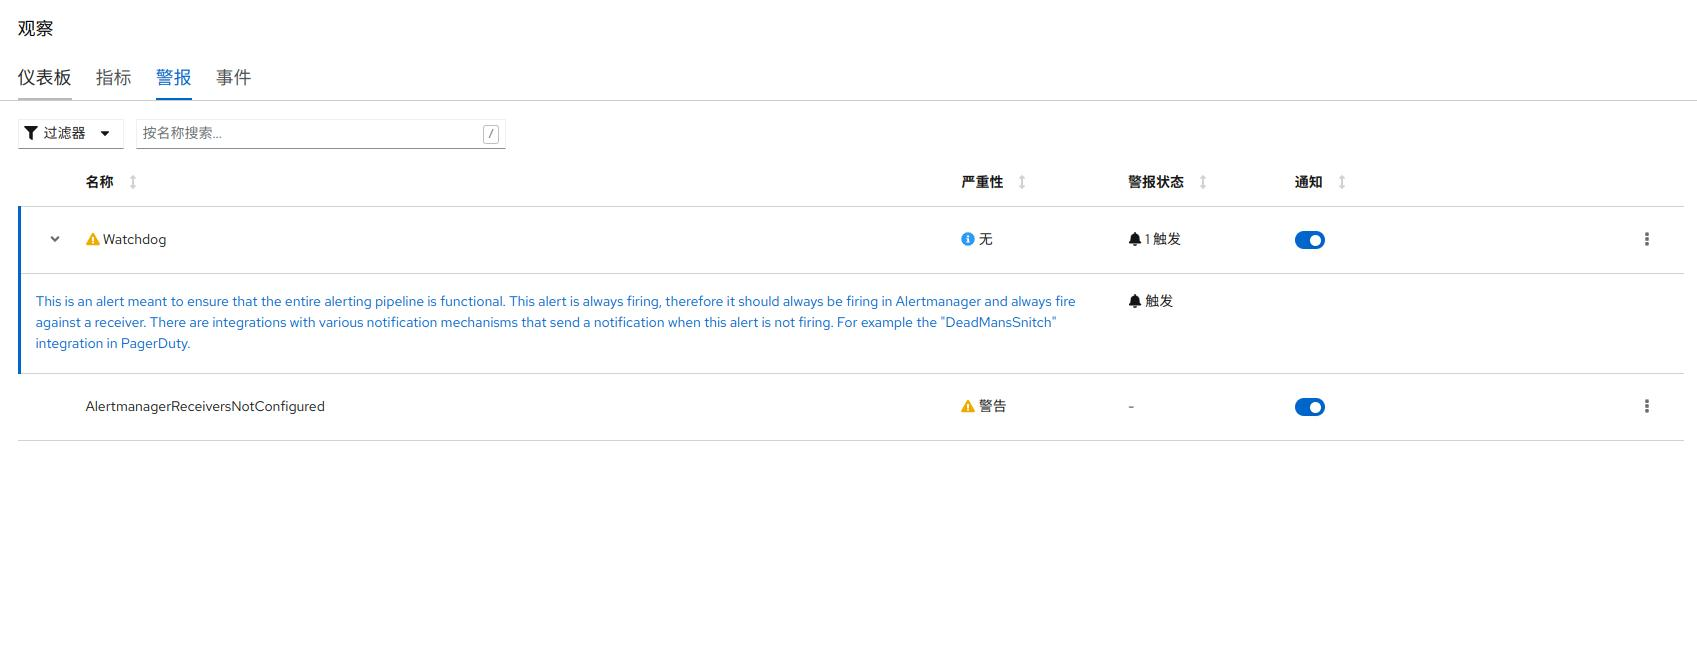 观察
仪表板 指标 警报 事件
过滤器 按名称搜索... /
名称 严重性 警报状态 通知
Watchdog 无 1 触发
This is an alert meant to ensure that the entire alerting pipeline is functional. This alert is always firing, therefore it should always be firing in Alertmanager and always fire 触发
against a receiver. There are integrations with various notification mechanisms that send a notification when this alert is not firing. For example the "DeadMansSnitch"
integration in PagerDuty.
AlertmanagerReceiversNotConfigured 警告 -